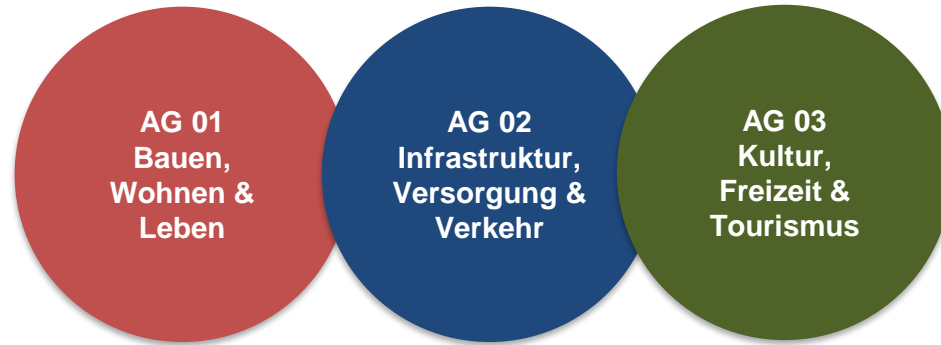 AG 01
Bauen,
Wohnen &
Leben
AG 02
Infrastruktur,
Versorgung &
Verkehr
AG 03
Kultur,
Freizeit &
Tourismus